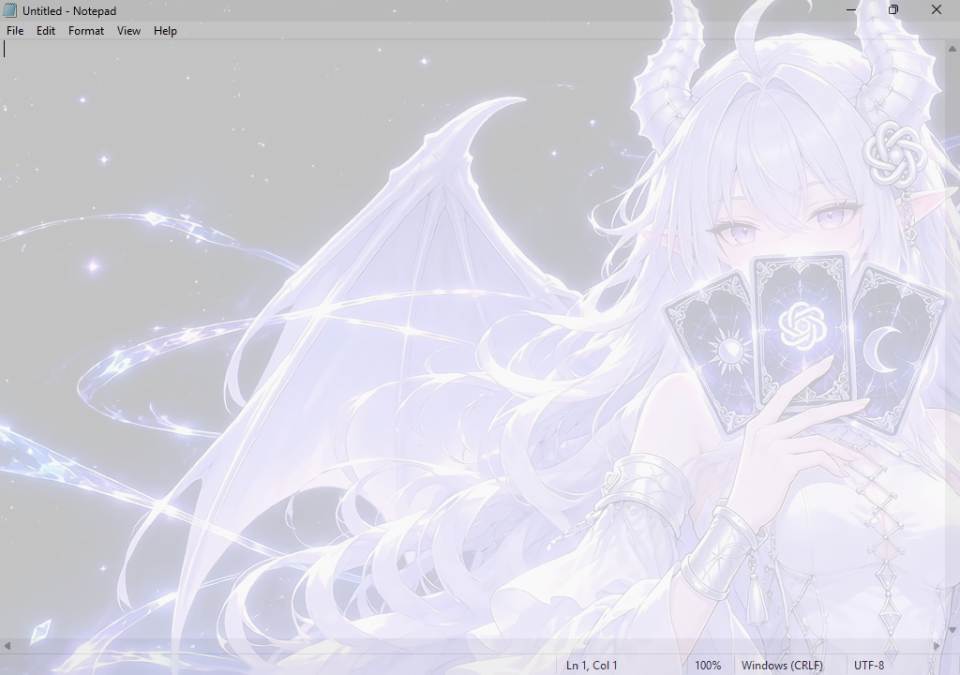 Untitled - Notepad
File Edit Format View Help
Ln 1, Col 1 100% Windows (CRLF) UTF-8